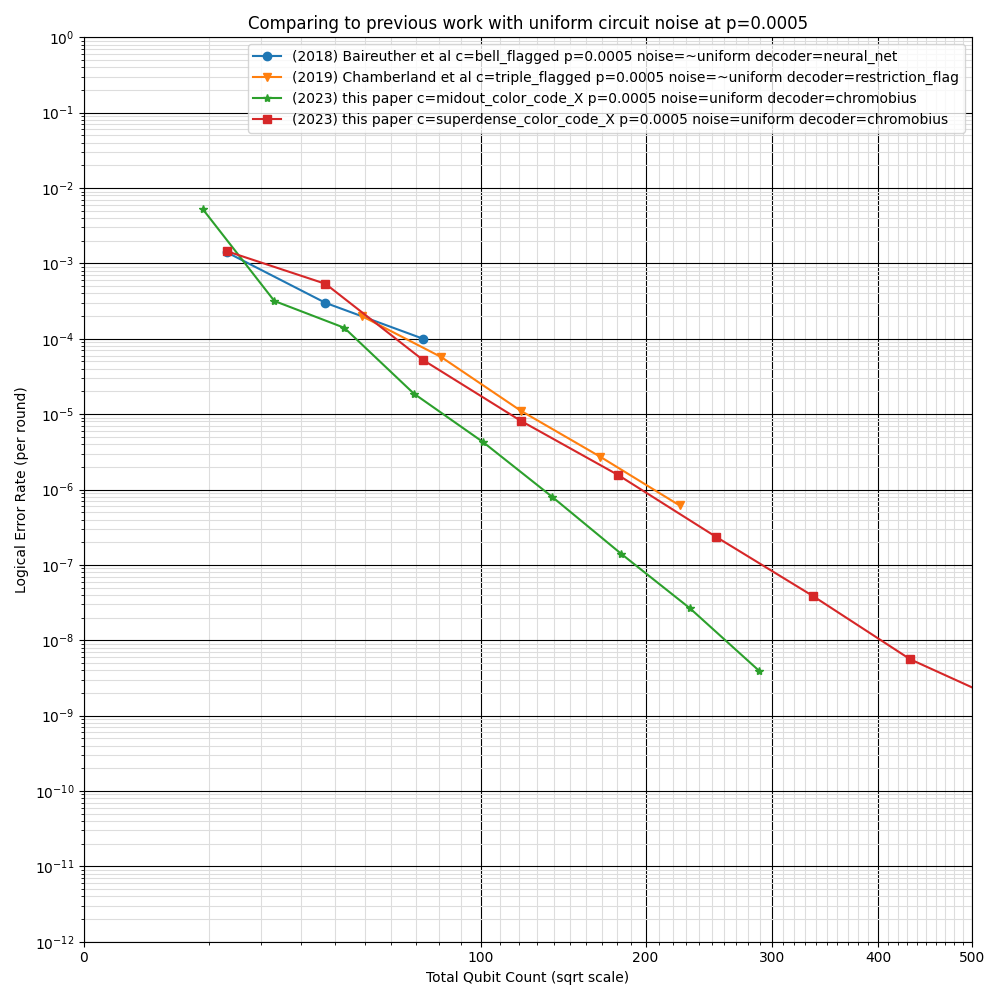 Comparing to previous work with uniform circuit noise at p=0.0005
(2018) Baireuther et al c=bell_flagged p=0.0005 noise=~uniform decoder=neural_net
(2019) Chamberland et al c=triple_flagged p=0.0005 noise=~uniform decoder=restriction_flag
(2023) this paper c=midout_color_code_X p=0.0005 noise=uniform decoder=chromobius
(2023) this paper c=superdense_color_code_X p=0.0005 noise=uniform decoder=chromobius
10⁰
10⁻¹
10⁻²
10⁻³
10⁻⁴
10⁻⁵
10⁻⁶
10⁻⁷
10⁻⁸
10⁻⁹
10⁻¹⁰
10⁻¹¹
10⁻¹²
Logical Error Rate (per round)
0 100 200 300 400 500
Total Qubit Count (sqrt scale)